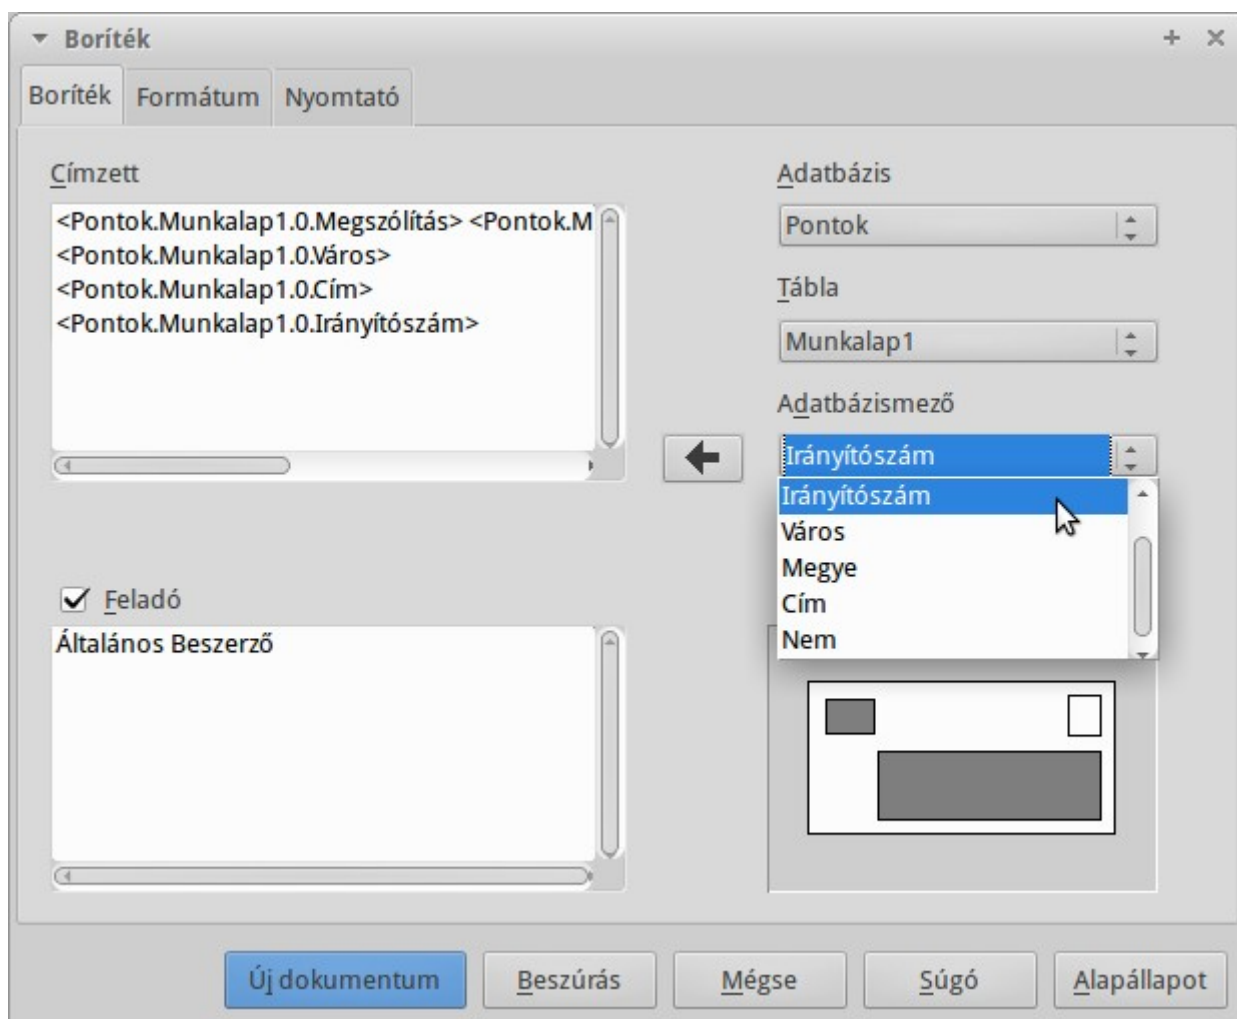 Boríték
Boríték Formátum Nyomtató
Címzett
<Pontok.Munkalap1.0.Megszólítás> <Pontok.M
<Pontok.Munkalap1.0.Város>
<Pontok.Munkalap1.0.Cím>
<Pontok.Munkalap1.0.Irányítószám>
Adatbázis
Pontok
Tábla
Munkalap1
Adatbázismező
Irányítószám
Irányítószám
Város
Megye
Cím
Nem
Feladó
Általános Beszerző
Új dokumentum Beszúrás Mégse Súgó Alapállapot